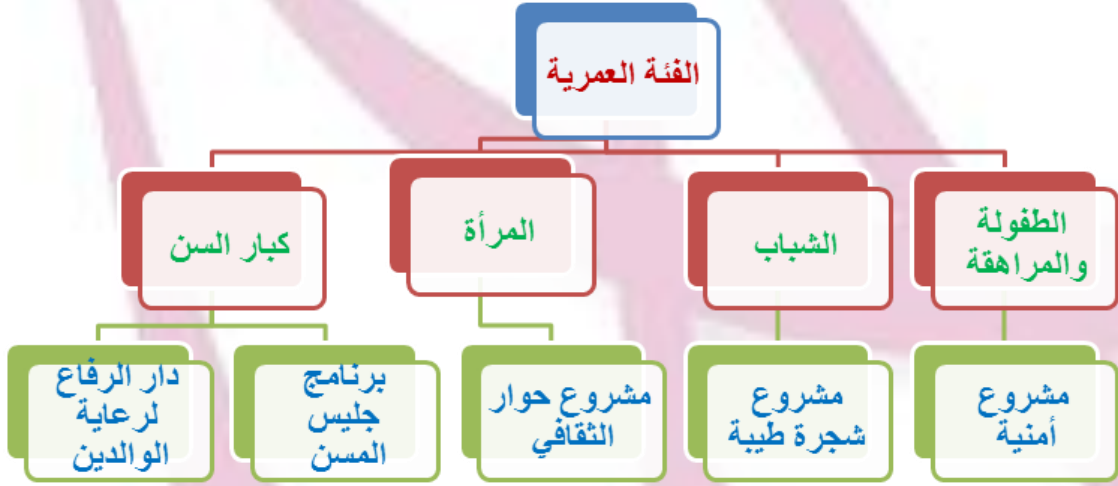 الفئة العمرية
الطفولة
والمراهقة
الشباب
المرأة
كبار السن
مشروع
أمنية
مشروع
شجرة طيبة
مشروع حوار
الثقافي
برنامج
جليس
المسن
دار الرفاع
لرعاية
الوالدين